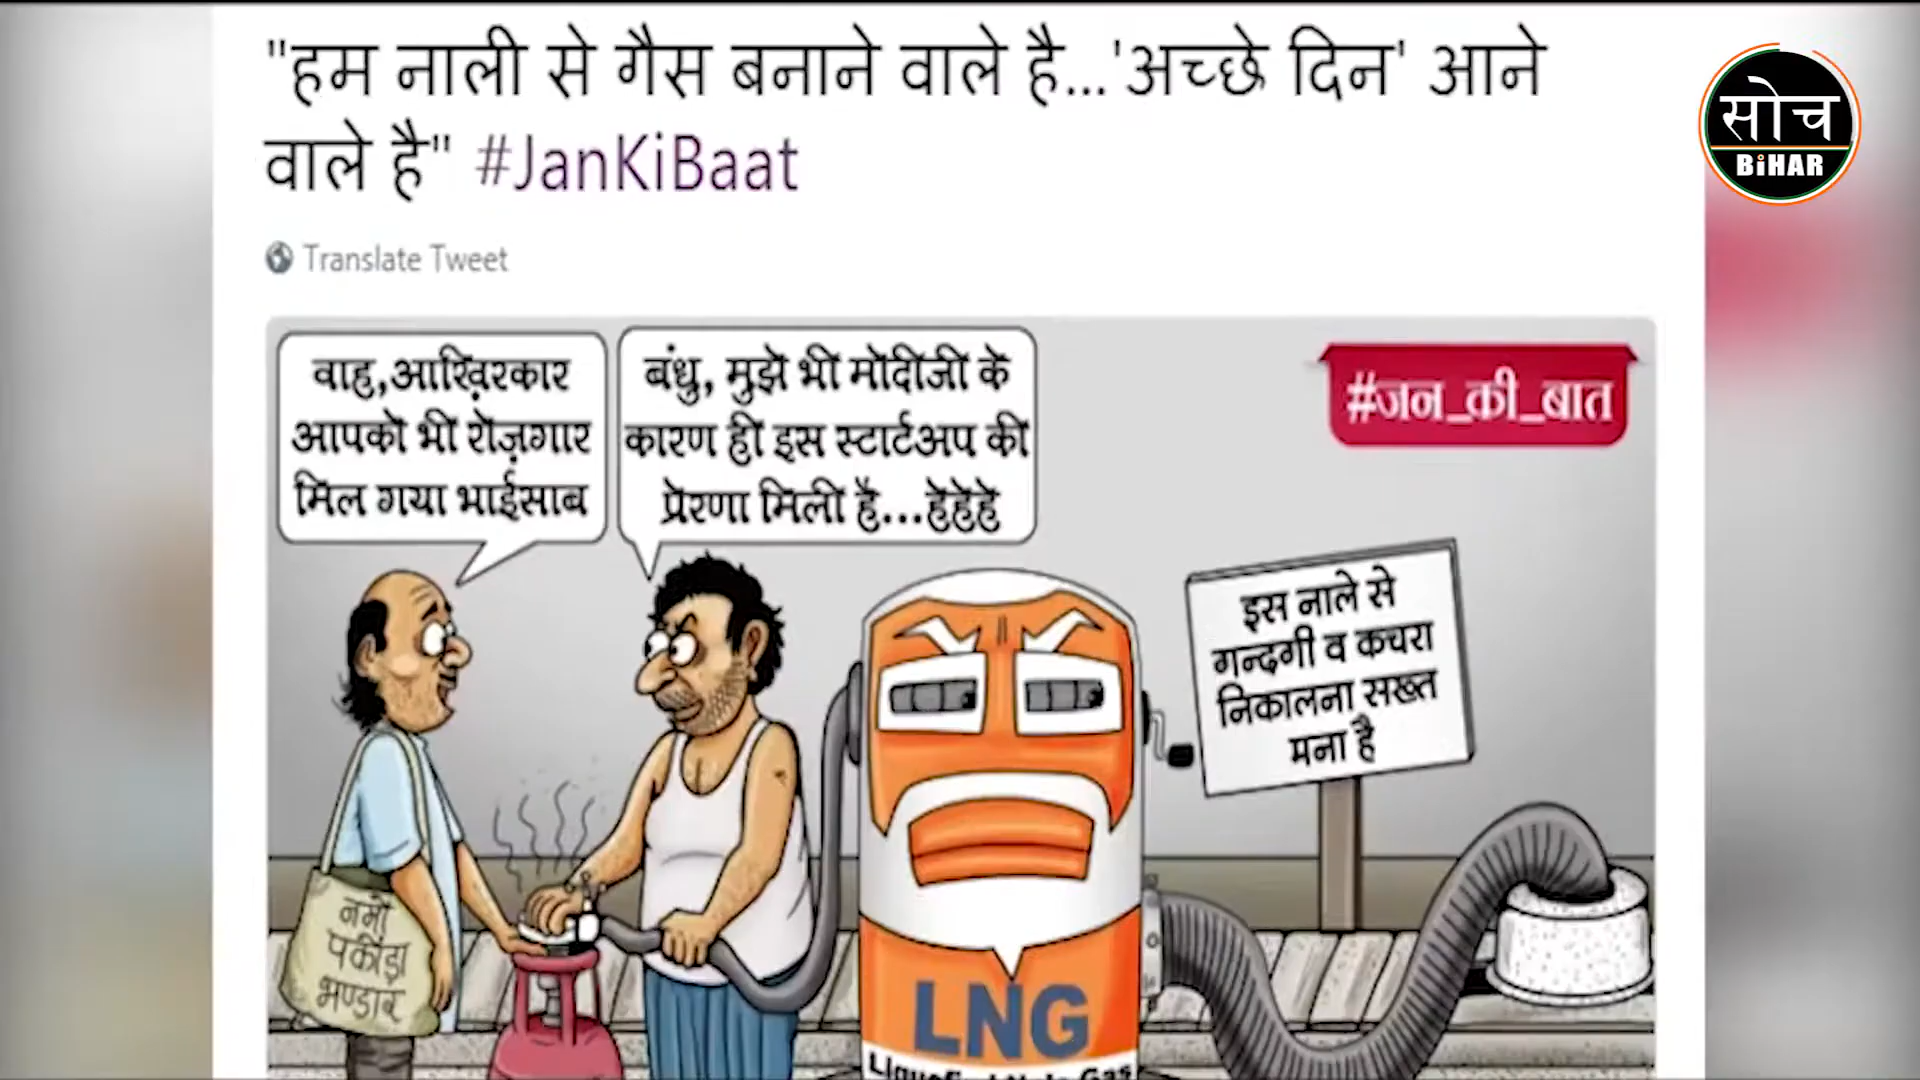 "हम नाली से गैस बनाने वाले है...'अच्छे दिन' आने
वाले है" #JanKiBaat
सोच
BiHAR
Translate Tweet
वाह,आख़िरकार
आपको भी रोज़गार
मिल गया भाईसाब
बंधु, मुझे भी मोदीजी के
कारण ही इस स्टार्टअप की
प्रेरणा मिली है...हेहेहे
#जन_की_बात
इस नाले से
गन्दगी व कचरा
निकालना सख्त
मना है
नमो
पकौड़ा
भण्डार
LNG
Gas